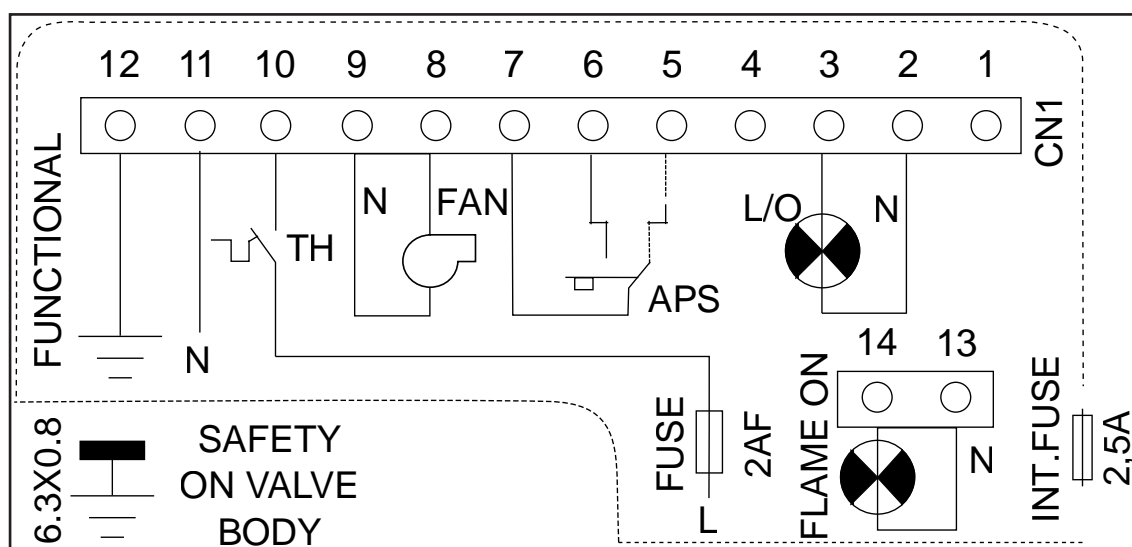 12 11 10 9 8 7 6 5 4 3 2 1
CN1
FUNCTIONAL
N FAN
L/O N
TH
APS
N
14 13
FLAME ON
N
INT.FUSE
2,5A
FUSE
2AF
L
6.3X0.8
SAFETY
ON VALVE
BODY